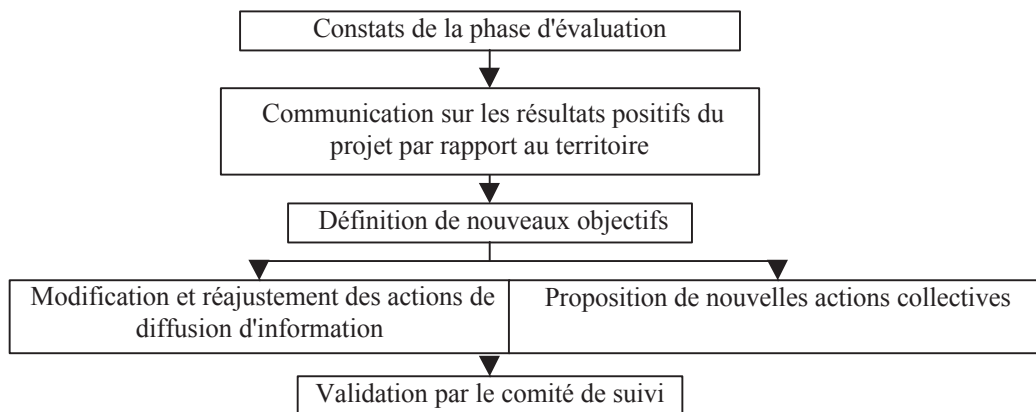 Constats de la phase d'évaluation
Communication sur les résultats positifs du
projet par rapport au territoire
Définition de nouveaux objectifs
Modification et réajustement des actions de
diffusion d'information
Proposition de nouvelles actions collectives
Validation par le comité de suivi